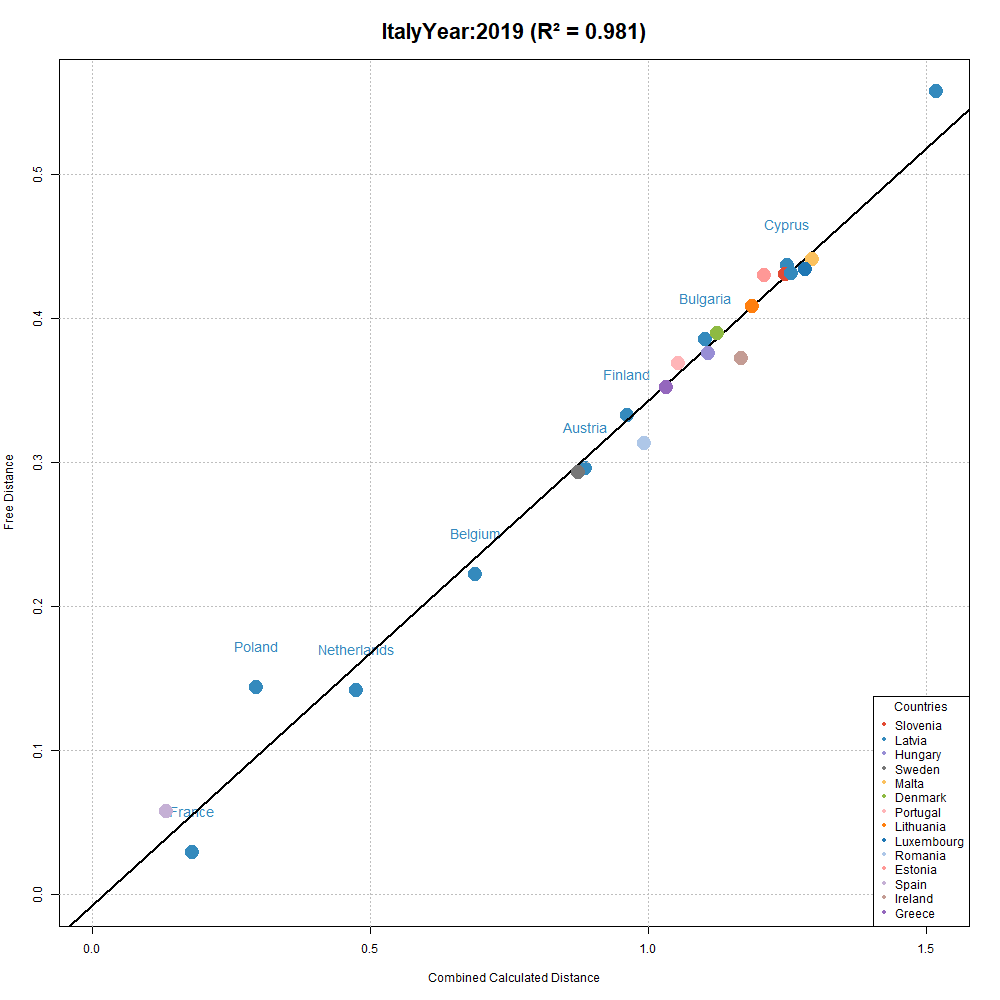 ItalyYear:2019 (R² = 0.981)
Cyprus
Bulgaria
Finland
Austria
Belgium
Poland
Netherlands
France
0.5
0.4
0.3
0.2
0.1
0.0
Free Distance
Countries
Slovenia
Latvia
Hungary
Sweden
Malta
Denmark
Portugal
Lithuania
Luxembourg
Romania
Estonia
Spain
Ireland
Greece
0.0 0.5 1.0 1.5
Combined Calculated Distance